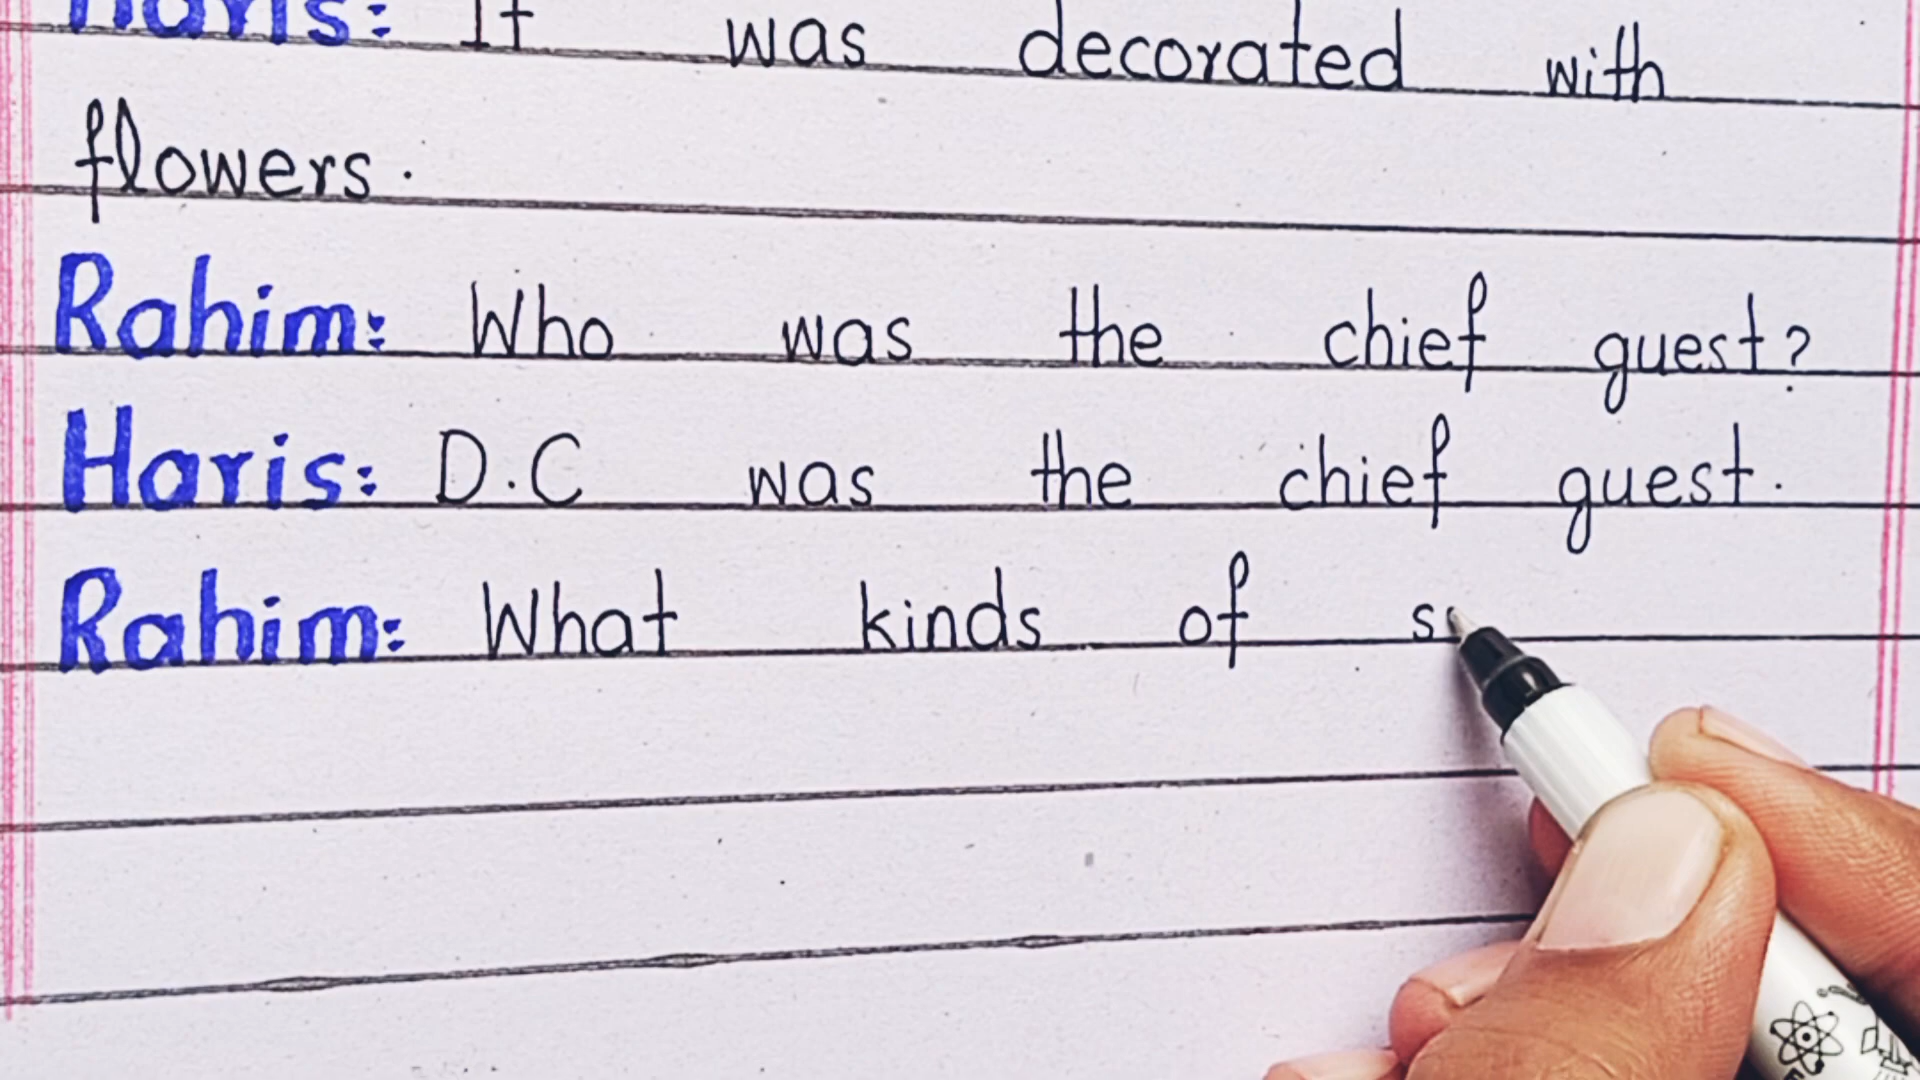 Haris: It was decorated with
flowers.
Rahim: Who was the chief guest?
Haris: D.C was the chief guest.
Rahim: What kinds of